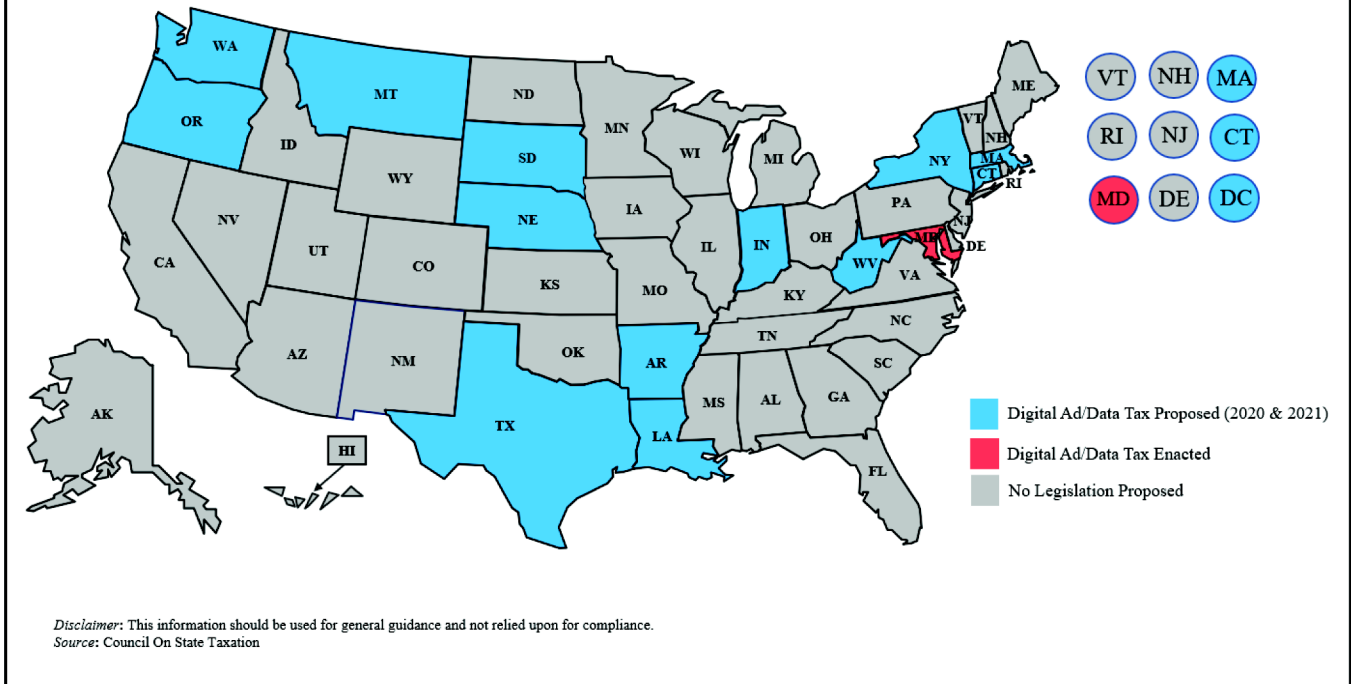 WA
MT
ND
MN
ME
VT
NH
MA
OR
ID
SD
WI
MI
NY
VT
NH
MA
CT
RI
WY
RI
NJ
CT
NV
NE
IA
PA
NJ
MD
DE
DC
UT
CO
IL
IN
OH
MD
DE
CA
KS
MO
WV
VA
KY
AZ
NM
OK
AR
TN
NC
SC
AK
HI
TX
LA
MS
AL
GA
FL
Digital Ad/Data Tax Proposed (2020 & 2021)
Digital Ad/Data Tax Enacted
No Legislation Proposed
Disclaimer: This information should be used for general guidance and not relied upon for compliance.
Source: Council On State Taxation